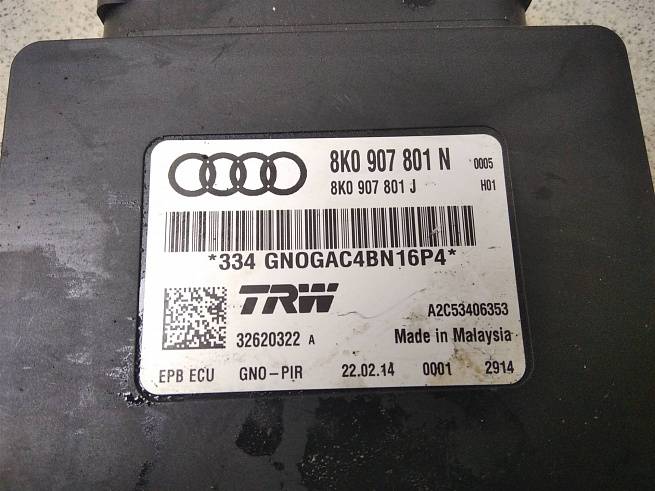 8K0 907 801 N 0005
8K0 907 801 J H01
*334 GNOGAC4BN16P4*
TRW A2C53406353
32620322 A Made in Malaysia
EPB ECU GNO-PIR 22.02.14 0001 2914